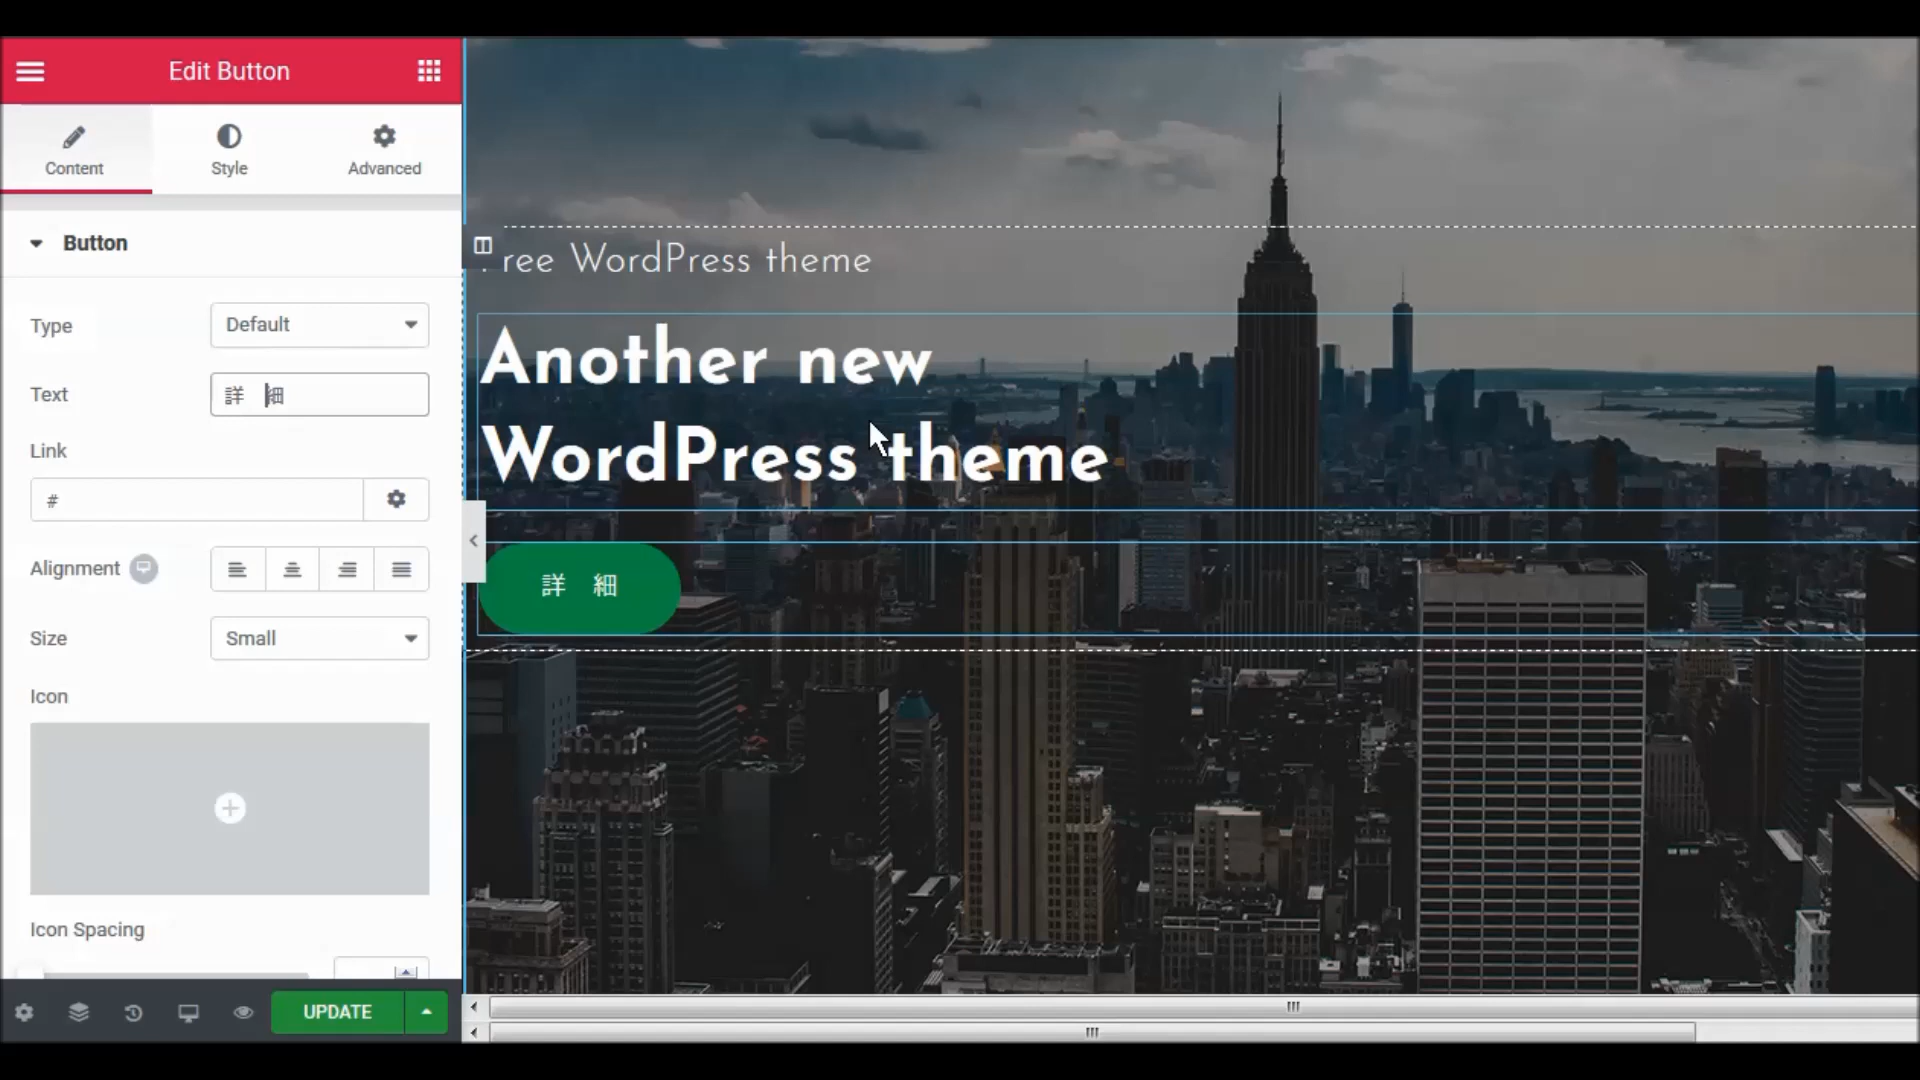 Edit Button
Content
Style
Advanced
Button
Type
Default
Text
詳　細
Link
#
Alignment
Size
Small
Icon
Icon Spacing
UPDATE
Free WordPress theme
Another new
WordPress theme
詳　細